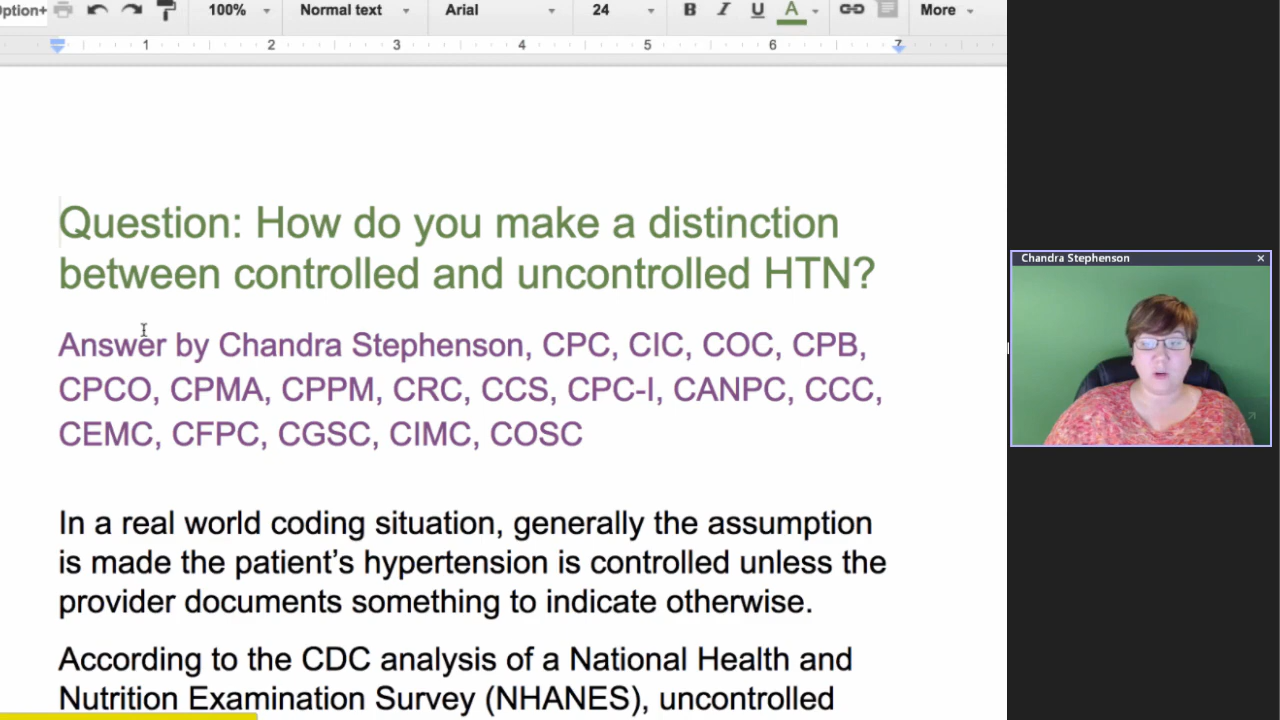 Option+ 100% Normal text Arial 24 B I U A More
1 2 3 4 5 6 7
Question: How do you make a distinction
between controlled and uncontrolled HTN?
Answer by Chandra Stephenson, CPC, CIC, COC, CPB,
CPCO, CPMA, CPPM, CRC, CCS, CPC-I, CANPC, CCC,
CEMC, CFPC, CGSC, CIMC, COSC
In a real world coding situation, generally the assumption
is made the patient’s hypertension is controlled unless the
provider documents something to indicate otherwise.
According to the CDC analysis of a National Health and
Nutrition Examination Survey (NHANES), uncontrolled
Chandra Stephenson